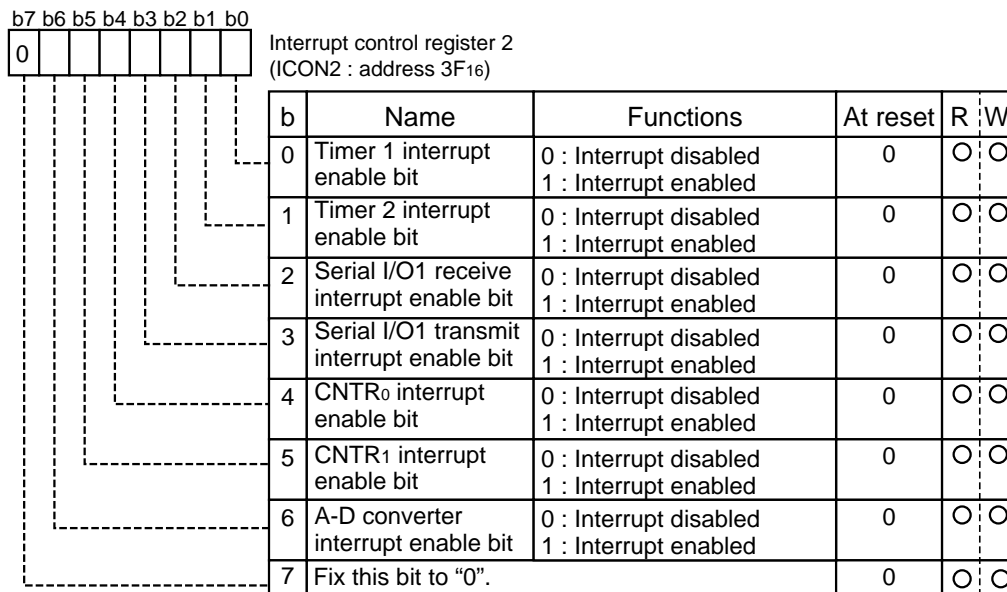 b7 b6 b5 b4 b3 b2 b1 b0
0
Interrupt control register 2
(ICON2 : address 3F16)
b Name Functions At reset R W
0 Timer 1 interrupt enable bit 0 : Interrupt disabled 0 ○ ○
1 : Interrupt enabled
1 Timer 2 interrupt enable bit 0 : Interrupt disabled 0 ○ ○
1 : Interrupt enabled
2 Serial I/O1 receive interrupt enable bit 0 : Interrupt disabled 0 ○ ○
1 : Interrupt enabled
3 Serial I/O1 transmit interrupt enable bit 0 : Interrupt disabled 0 ○ ○
1 : Interrupt enabled
4 CNTR0 interrupt enable bit 0 : Interrupt disabled 0 ○ ○
1 : Interrupt enabled
5 CNTR1 interrupt enable bit 0 : Interrupt disabled 0 ○ ○
1 : Interrupt enabled
6 A-D converter interrupt enable bit 0 : Interrupt disabled 0 ○ ○
1 : Interrupt enabled
7 Fix this bit to “0”. 0 ○ ○